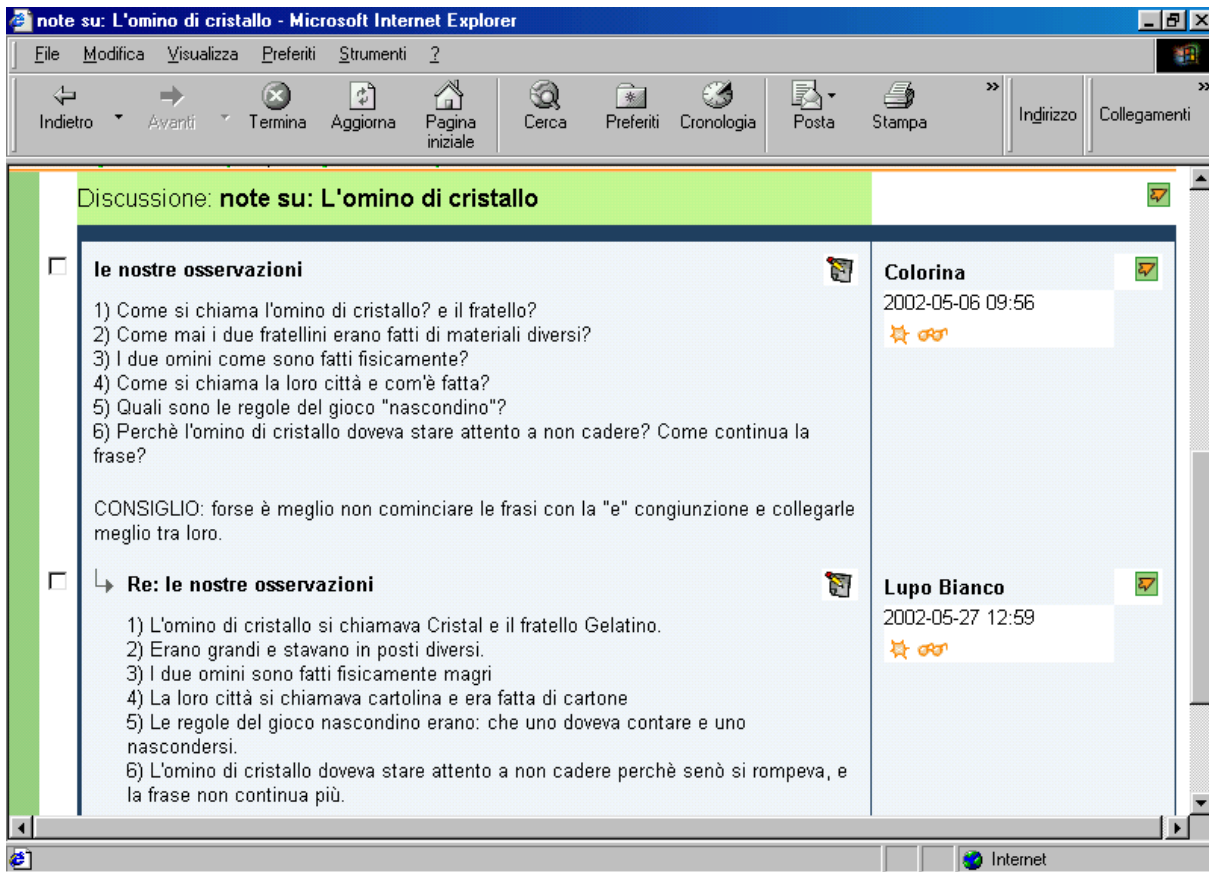 note su: L'omino di cristallo - Microsoft Internet Explorer
File Modifica Visualizza Preferiti Strumenti ?
Indietro Avanti Termina Aggiorna Pagina iniziale Cerca Preferiti Cronologia Posta Stampa » Indirizzo Collegamenti »
Discussione: note su: L'omino di cristallo
le nostre osservazioni
Colorina
2002-05-06 09:56
1) Come si chiama l'omino di cristallo? e il fratello?
2) Come mai i due fratellini erano fatti di materiali diversi?
3) I due omini come sono fatti fisicamente?
4) Come si chiama la loro città e com'è fatta?
5) Quali sono le regole del gioco "nascondino"?
6) Perchè l'omino di cristallo doveva stare attento a non cadere? Come continua la
frase?
CONSIGLIO: forse è meglio non cominciare le frasi con la "e" congiunzione e collegarle
meglio tra loro.
Re: le nostre osservazioni
Lupo Bianco
2002-05-27 12:59
1) L'omino di cristallo si chiamava Cristal e il fratello Gelatino.
2) Erano grandi e stavano in posti diversi.
3) I due omini sono fatti fisicamente magri
4) La loro città si chiamava cartolina e era fatta di cartone
5) Le regole del gioco nascondino erano: che uno doveva contare e uno
nascondersi.
6) L'omino di cristallo doveva stare attento a non cadere perchè senò si rompeva, e
la frase non continua più.
Internet